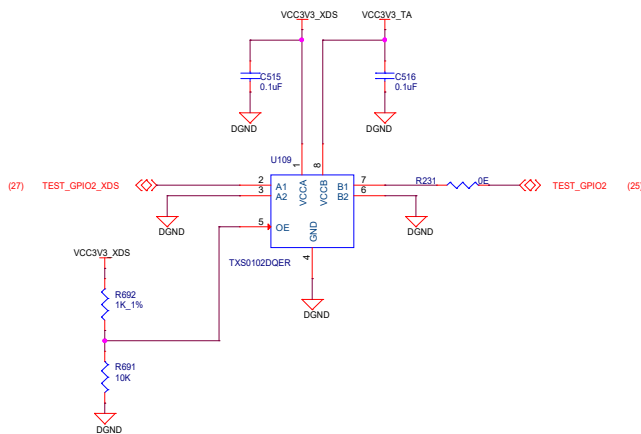 VCC3V3_XDS
VCC3V3_TA
C515
0.1uF
C516
0.1uF
DGND
DGND
U109
1
8
(27)
TEST_GPIO2_XDS
2
A1
VCCA
VCCB
B1
7
R231
0E
TEST_GPIO2
(25)
3
A2
B2
6
DGND
DGND
5
OE
GND
VCC3V3_XDS
4
TXS0102DQER
R692
1K_1%
DGND
R691
10K
DGND